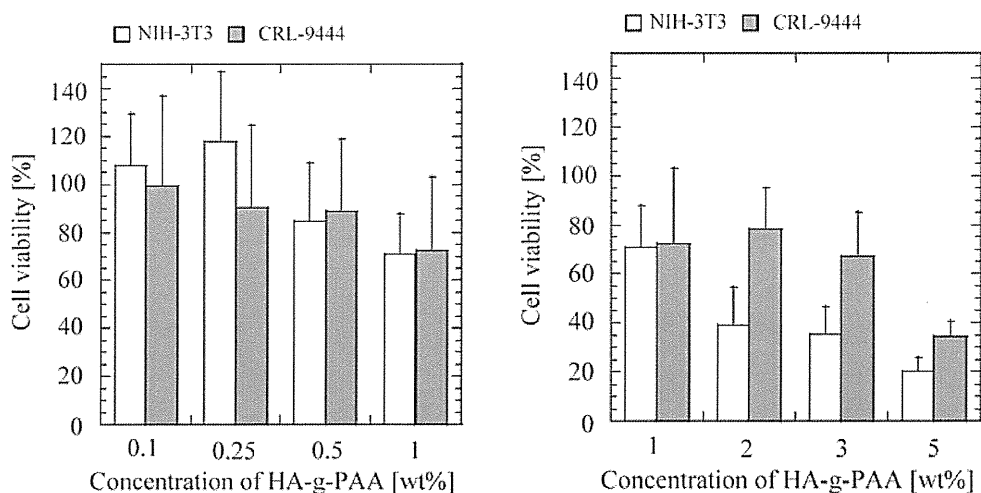 NIH-3T3 CRL-9444
Cell viability [%]
140
120
100
80
60
40
20
0
0.1 0.25 0.5 1
Concentration of HA-g-PAA [wt%]
NIH-3T3 CRL-9444
Cell viability [%]
140
120
100
80
60
40
20
0
1 2 3 5
Concentration of HA-g-PAA [wt%]